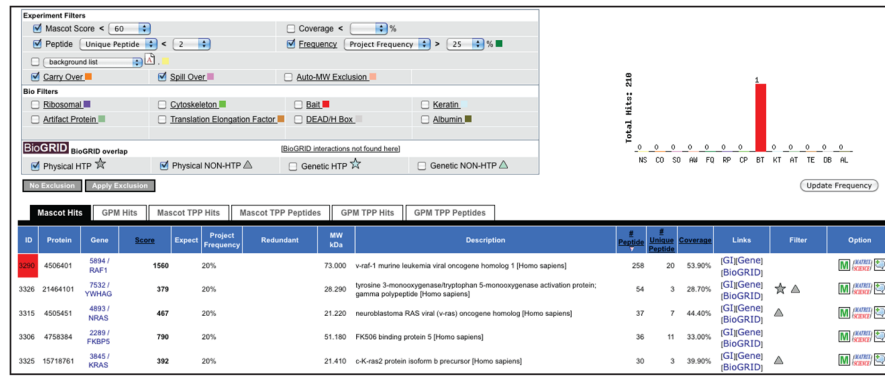 Experiment Filters
Mascot Score < 60
Coverage < %
Peptide Unique Peptide < 2
Frequency Project Frequency > 25 %
background list
Carry Over
Spill Over
Auto-MW Exclusion
Bio Filters
Ribosomal
Cytoskeleton
Bait
Keratin
Artifact Protein
Translation Elongation Factor
DEAD/H Box
Albumin
BioGRID BioGRID overlap
[BioGRID interactions not found here]
Physical HTP
Physical NON-HTP
Genetic HTP
Genetic NON-HTP
No Exclusion
Apply Exclusion
Total Hits: 210
0 0 0 0 0 0 0 1 0 0 0 0 0
NS CO SO AW FQ RP CP BT KT AT TE DB AL
Update Frequency
Mascot Hits GPM Hits Mascot TPP Hits Mascot TPP Peptides GPM TPP Hits GPM TPP Peptides
ID Protein Gene Score Expect Project Frequency Redundant MW kDa Description # Peptide # Unique Peptide Coverage Links Filter Option
3290 4506401 5894 / RAF1 1560 20% 73.000 v-raf-1 murine leukemia viral oncogene homolog 1 [Homo sapiens] 258 20 53.90% [GI][Gene] [BioGRID] M
3326 21464101 7532 / YWHAG 379 20% 28.290 tyrosine 3-monooxygenase/tryptophan 5-monooxygenase activation protein; gamma polypeptide [Homo sapiens] 54 3 28.70% [GI][Gene] [BioGRID] M
3315 4505451 4893 / NRAS 467 20% 21.220 neuroblastoma RAS viral (v-ras) oncogene homolog [Homo sapiens] 37 7 44.40% [GI][Gene] [BioGRID] M
3306 4758384 2289 / FKBP5 790 20% 51.180 FK506 binding protein 5 [Homo sapiens] 36 11 33.00% [GI][Gene] [BioGRID] M
3325 15718761 3845 / KRAS 392 20% 21.410 c-K-ras2 protein isoform b precursor [Homo sapiens] 30 3 39.90% [GI][Gene] [BioGRID] M